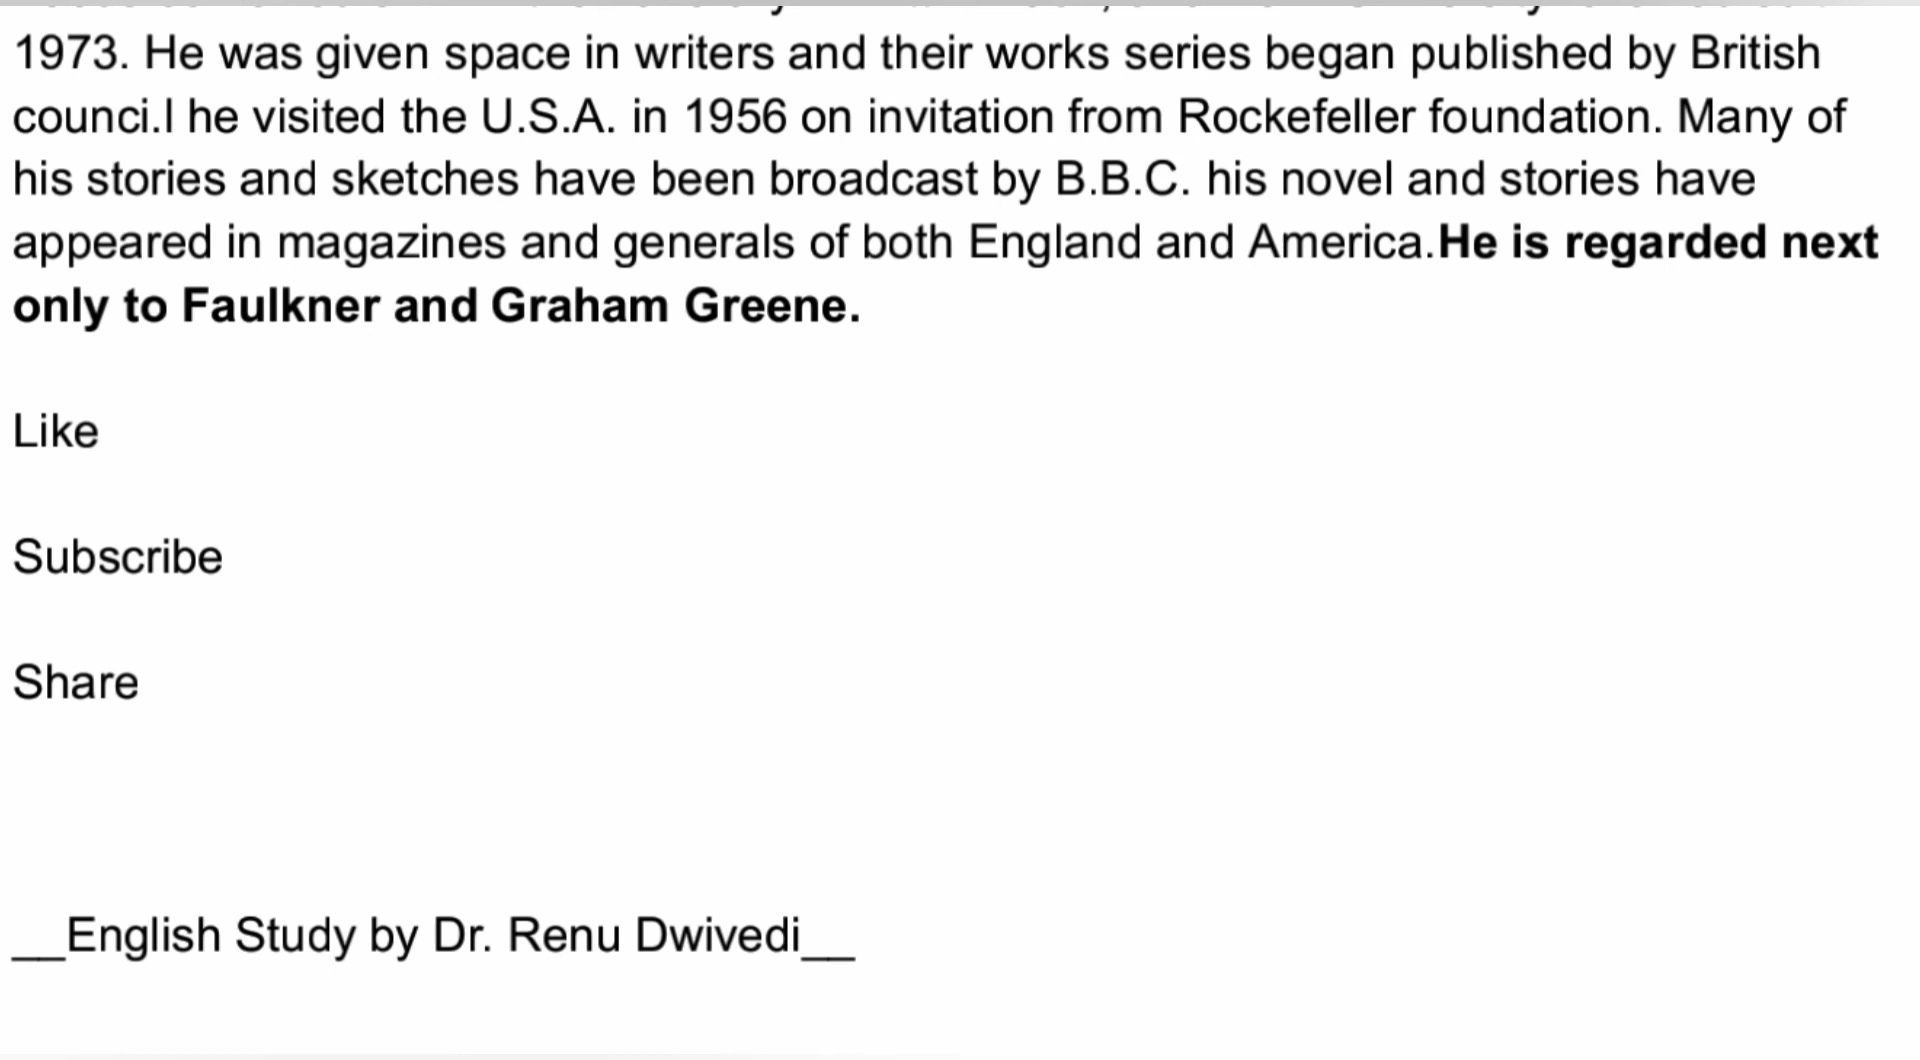 1973. He was given space in writers and their works series began published by British
counci.l he visited the U.S.A. in 1956 on invitation from Rockefeller foundation. Many of
his stories and sketches have been broadcast by B.B.C. his novel and stories have
appeared in magazines and generals of both England and America.He is regarded next
only to Faulkner and Graham Greene.
Like
Subscribe
Share
__English Study by Dr. Renu Dwivedi__